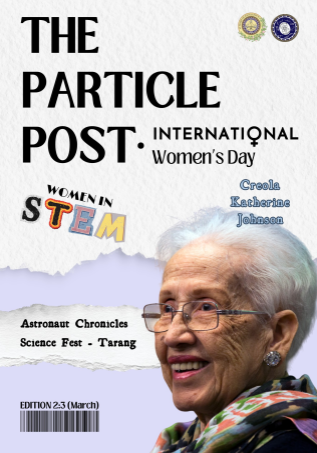 THE
PARTICLE
POST.
INTERNATIONAL
Women's Day
WOMEN IN
STEM
Creola
Katherine
Johnson
Astronaut Chronicles
Science Fest - Tarang
EDITION 2:3 (March)